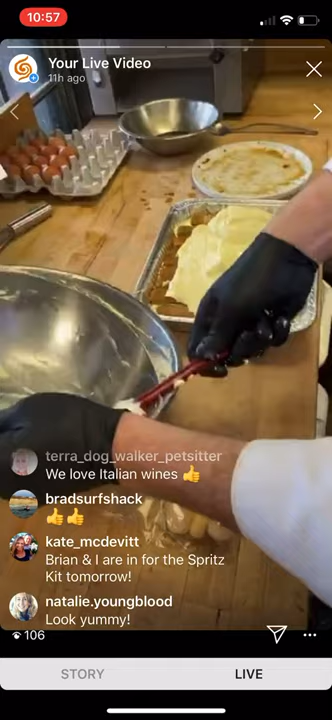 10:57
Your Live Video
11h ago
terra_dog_walker_petsitter
We love Italian wines 👍
bradsurfshack
👍👍
kate_mcdevitt
Brian & I are in for the Spritz
Kit tomorrow!
natalie.youngblood
Look yummy!
106
STORY
LIVE